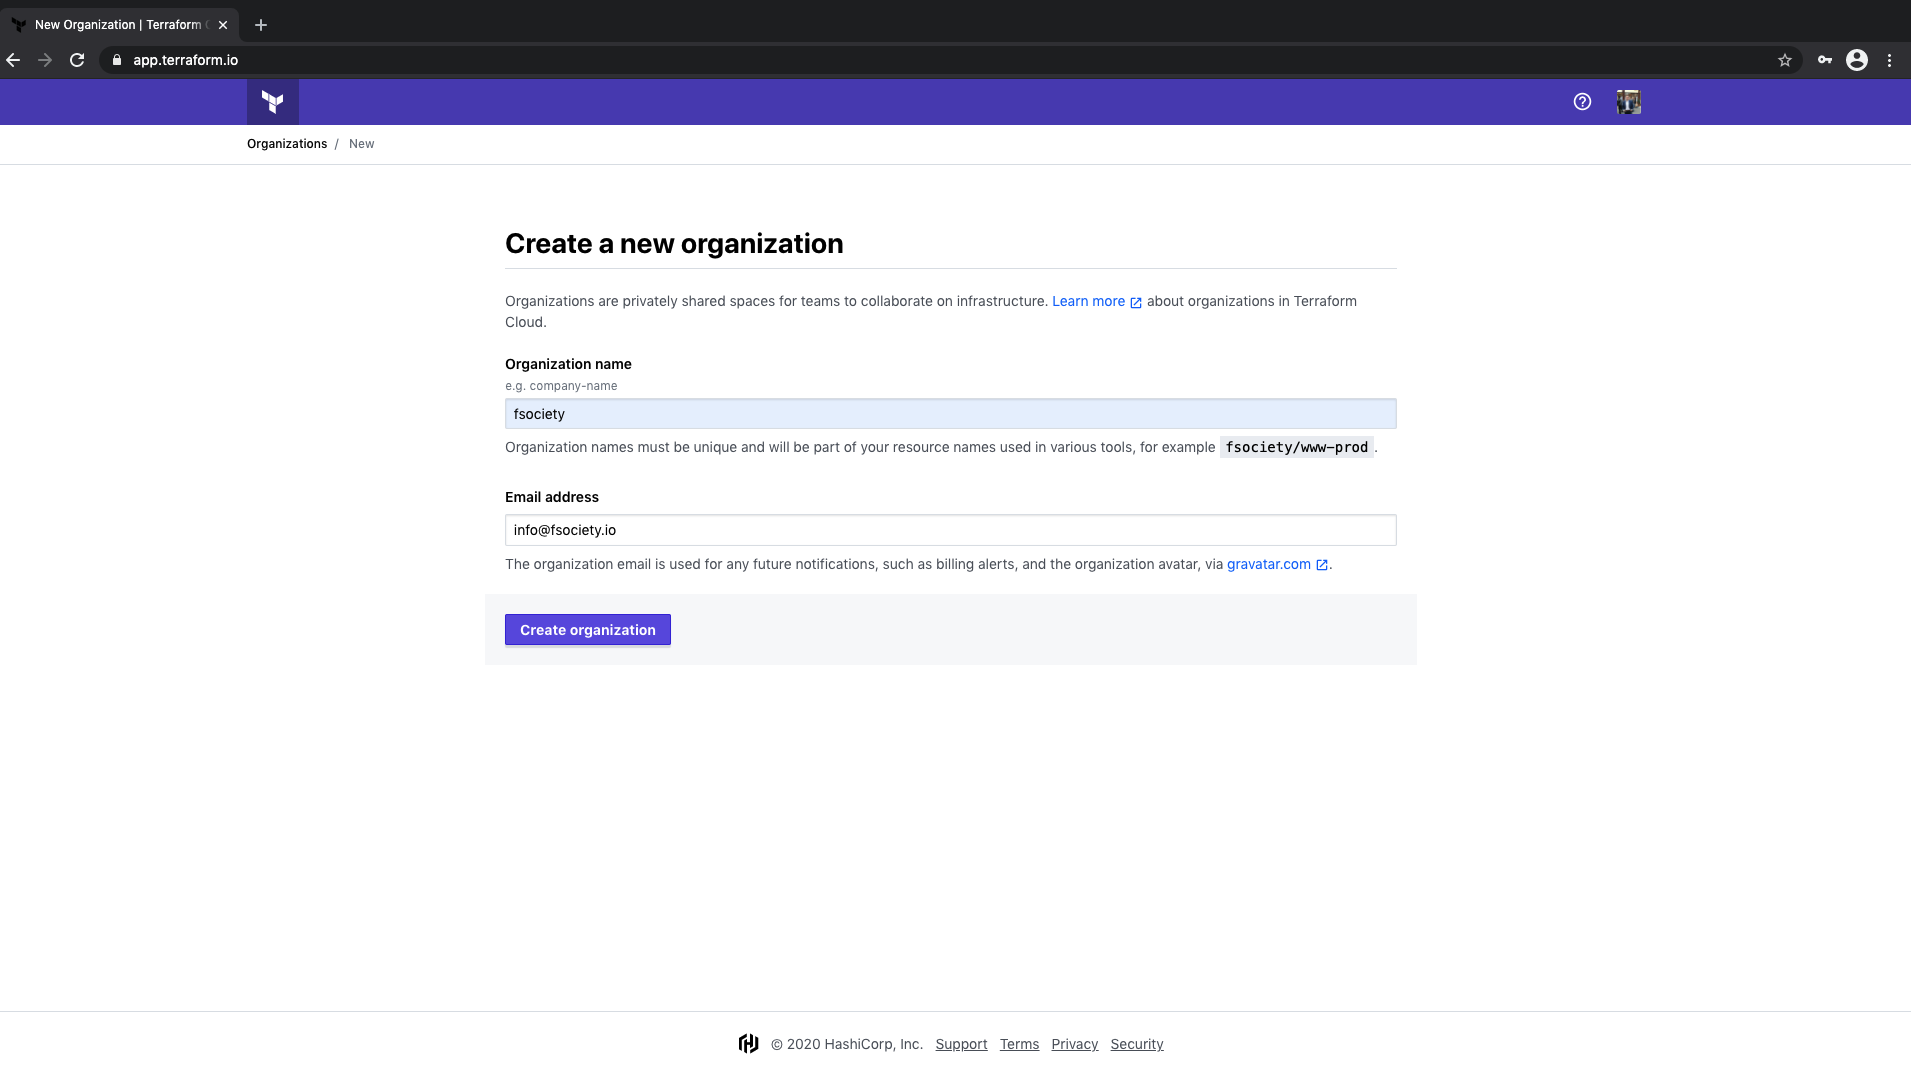 New Organization | Terraform
app.terraform.io
Organizations / New
Create a new organization
Organizations are privately shared spaces for teams to collaborate on infrastructure. Learn more about organizations in Terraform
Cloud.
Organization name
e.g. company-name
fsociety
Organization names must be unique and will be part of your resource names used in various tools, for example fsociety/www-prod.
Email address
info@fsociety.io
The organization email is used for any future notifications, such as billing alerts, and the organization avatar, via gravatar.com.
Create organization
© 2020 HashiCorp, Inc. Support Terms Privacy Security